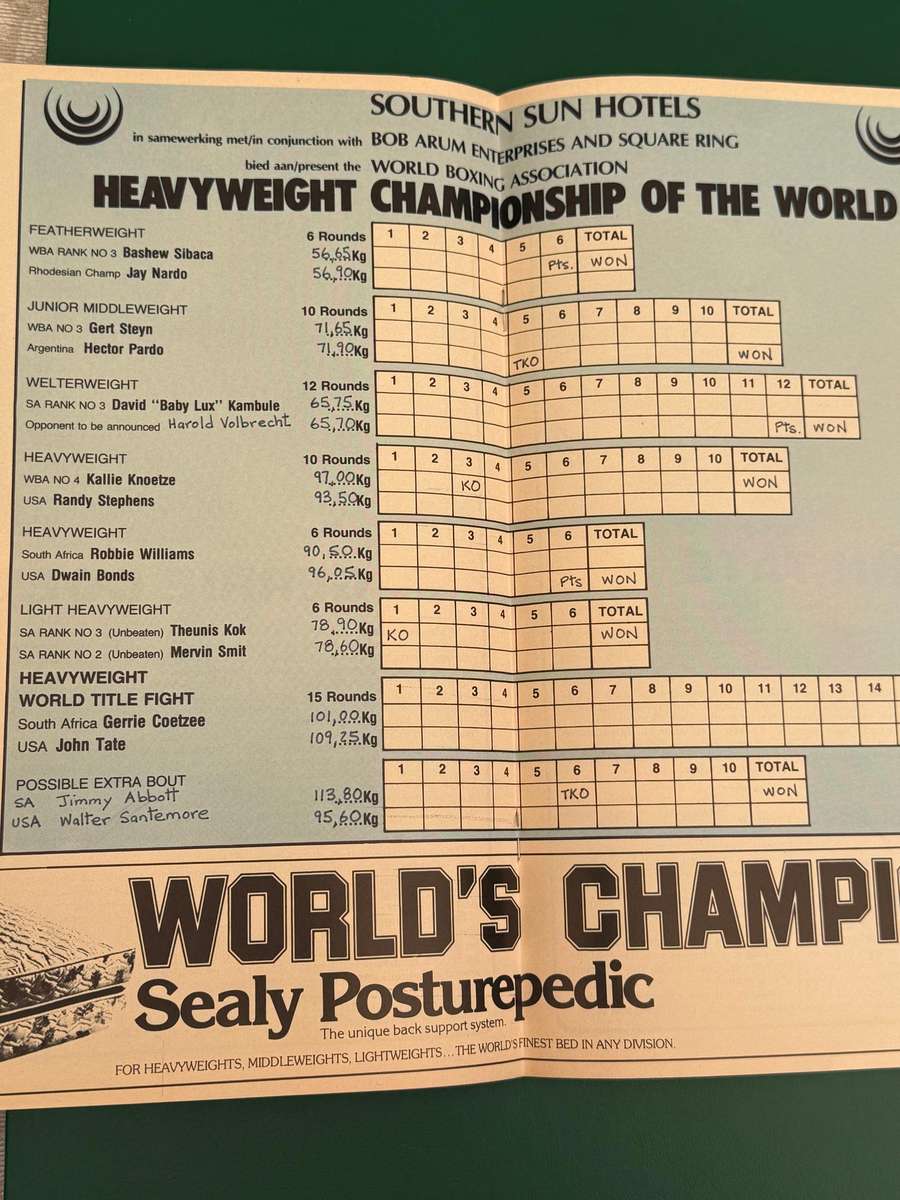 SOUTHERN SUN HOTELS
in samewerking met/in conjunction with BOB ARUM ENTERPRISES AND SQUARE RING
bied aan/present the WORLD BOXING ASSOCIATION
HEAVYWEIGHT CHAMPIONSHIP OF THE WORLD
FEATHERWEIGHT 6 Rounds 1 2 3 4 5 6 TOTAL
WBA RANK NO 3 Bashew Sibaca 56,65Kg Pts. WON
Rhodesian Champ Jay Nardo 56,90Kg
JUNIOR MIDDLEWEIGHT 10 Rounds 1 2 3 4 5 6 7 8 9 10 TOTAL
WBA NO 3 Gert Steyn 71,65Kg
Argentina Hector Pardo 71,90Kg TKO WON
WELTERWEIGHT 12 Rounds 1 2 3 4 5 6 7 8 9 10 11 12 TOTAL
SA RANK NO 3 David "Baby Lux" Kambule 65,75Kg
Opponent to be announced Harold Volbrecht 65,70Kg Pts. WON
HEAVYWEIGHT 10 Rounds 1 2 3 4 5 6 7 8 9 10 TOTAL
WBA NO 4 Kallie Knoetze 97,00Kg KO WON
USA Randy Stephens 93,50Kg
HEAVYWEIGHT 6 Rounds 1 2 3 4 5 6 TOTAL
South Africa Robbie Williams 90,50Kg
USA Dwain Bonds 96,05Kg Pts WON
LIGHT HEAVYWEIGHT 6 Rounds 1 2 3 4 5 6 TOTAL
SA RANK NO 3 (Unbeaten) Theunis Kok 78,90Kg KO WON
SA RANK NO 2 (Unbeaten) Mervin Smit 78,60Kg
HEAVYWEIGHT
WORLD TITLE FIGHT 15 Rounds 1 2 3 4 5 6 7 8 9 10 11 12 13 14
South Africa Gerrie Coetzee 101,00Kg
USA John Tate 109,25Kg
POSSIBLE EXTRA BOUT 1 2 3 4 5 6 7 8 9 10 TOTAL
SA Jimmy Abbott 113,80Kg TKO WON
USA Walter Santemore 95,60Kg
WORLD'S CHAMPI
Sealy Posturepedic
The unique back support system.
FOR HEAVYWEIGHTS, MIDDLEWEIGHTS, LIGHTWEIGHTS...THE WORLD'S FINEST BED IN ANY DIVISION.